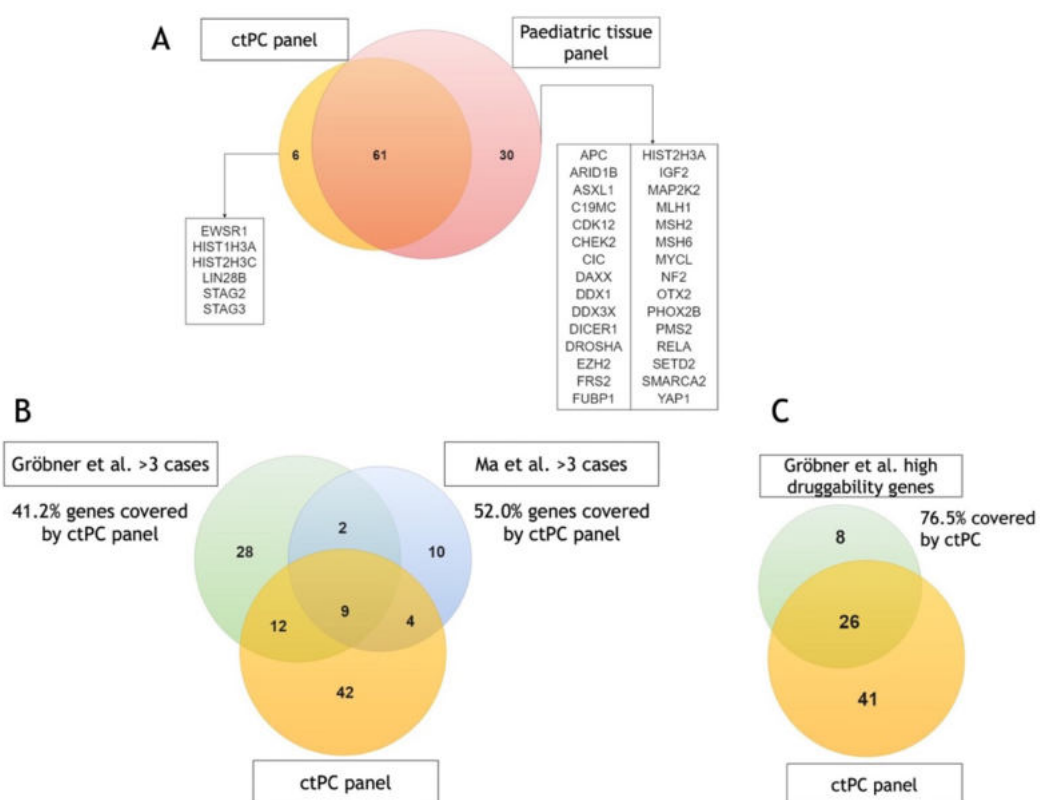 A
ctPC panel
Paediatric tissue
panel
6
61
30
EWSR1
HIST1H3A
HIST2H3C
LIN28B
STAG2
STAG3
APC
ARID1B
ASXL1
C19MC
CDK12
CHEK2
CIC
DAXX
DDX1
DDX3X
DICER1
DROSHA
EZH2
FRS2
FUBP1
HIST2H3A
IGF2
MAP2K2
MLH1
MSH2
MSH6
MYCL
NF2
OTX2
PHOX2B
PMS2
RELA
SETD2
SMARCA2
YAP1
B
Gröbner et al. >3 cases
41.2% genes covered
by ctPC panel
Ma et al. >3 cases
52.0% genes covered
by ctPC panel
2
28
10
9
12
4
42
ctPC panel
C
Gröbner et al. high
druggability genes
76.5% covered
by ctPC
8
26
41
ctPC panel